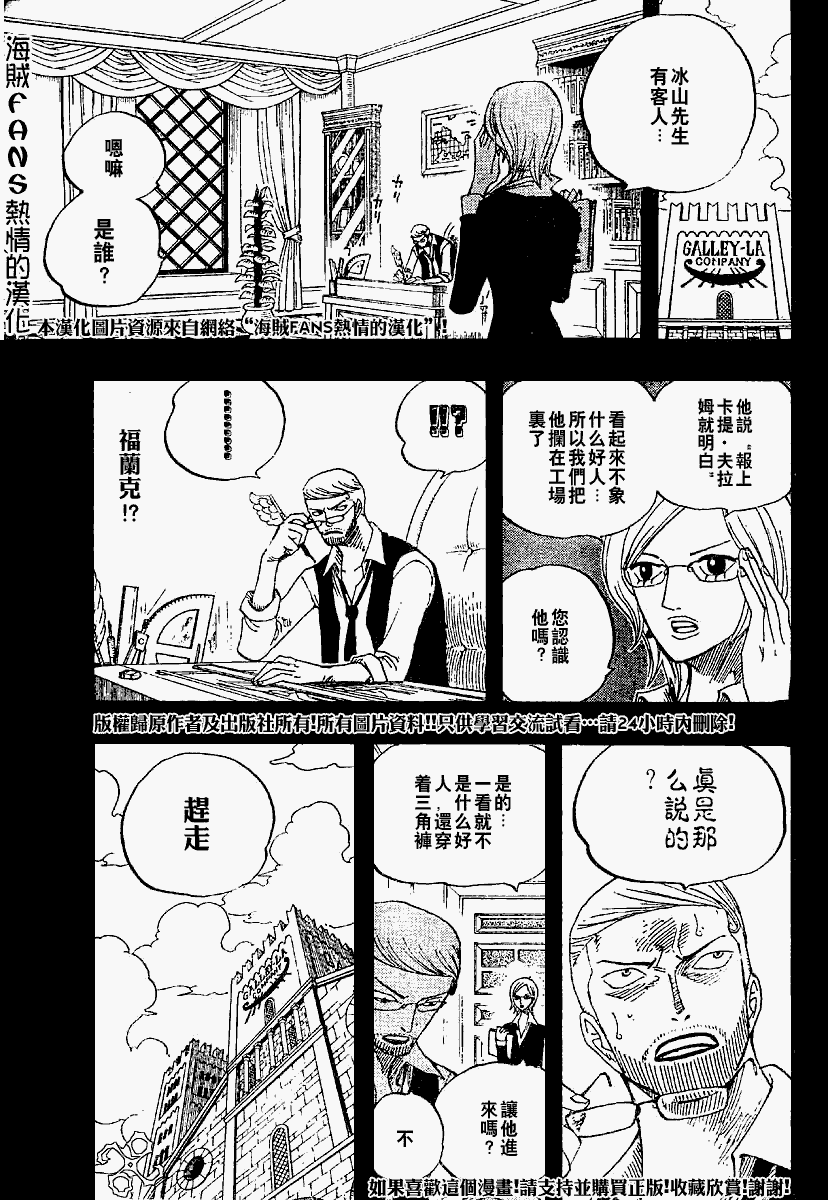 海賊FANS熱情的漢化
冰山先生
有客人…
GALLEY-LA
COMPANY
嗯嘛
是誰？
本漢化圖片資源來自網絡“海賊FANS熱情的漢化”！
他説〝報上
卡提·夫拉
姆就明白〞
看起來不象
什么好人…
所以我們把
他攔在工場
裏了
您認識
他嗎？
!!?
………
福蘭克!?
版權歸原作者及出版社所有!所有圖片資料!!只供學習交流試看…請24小時內刪除!
真是那
么説的
？
是的…
一看就不
是什么好
人,還穿
着三角褲
讓他進
來嗎？
不
趕走
GALLEY-LA
COMPANY
如果喜歡這個漫畫!請支持並購買正版!收藏欣賞!謝謝!